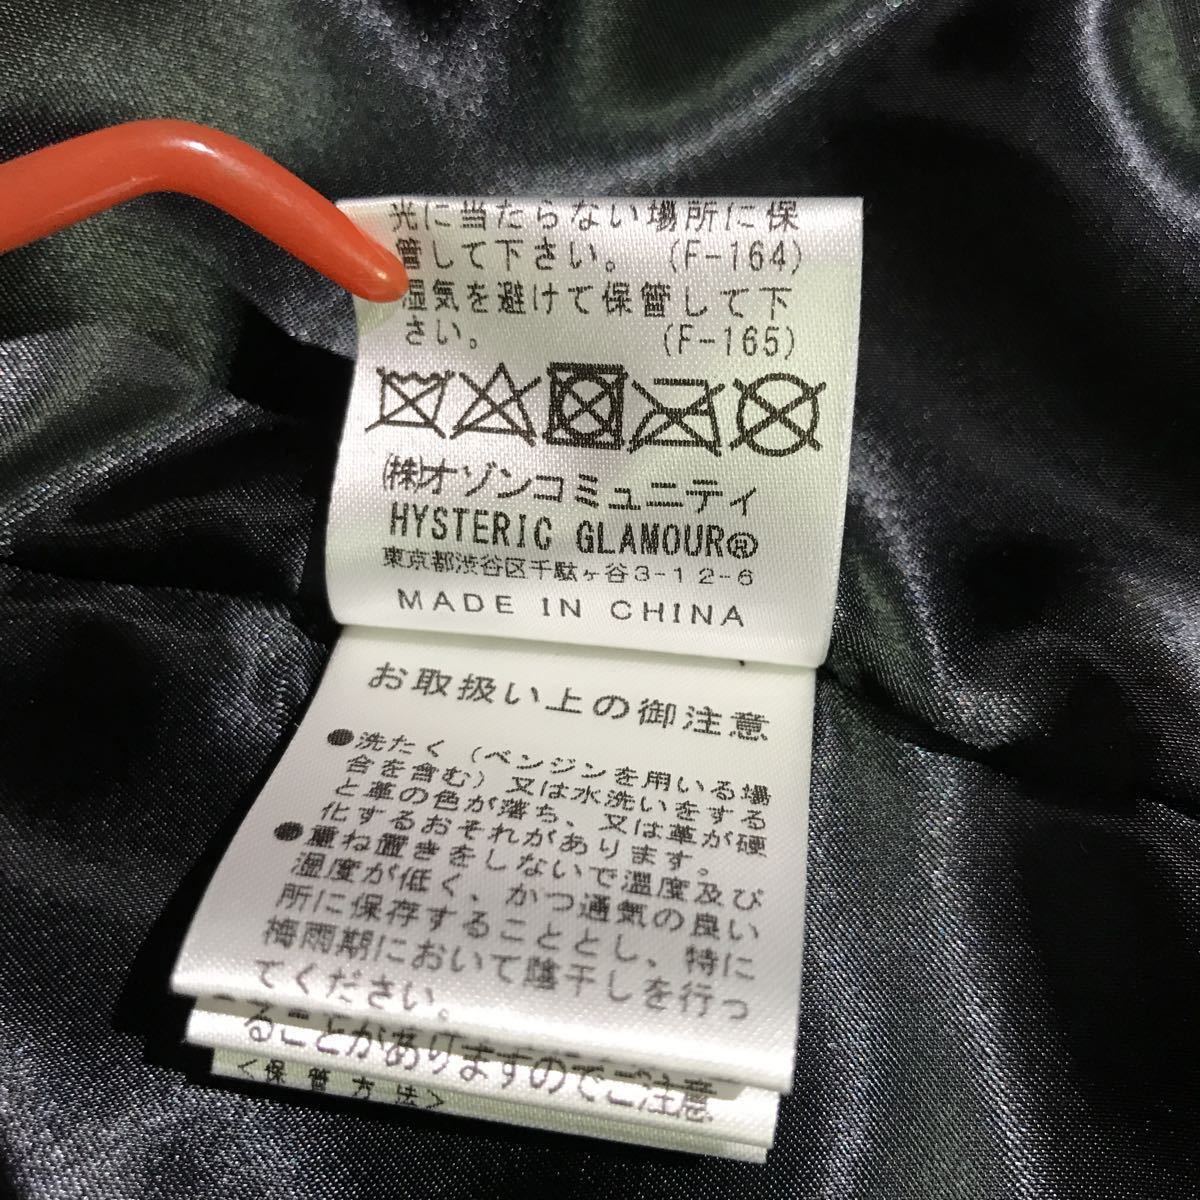 光に当たらない場所に保
管して下さい。(F-164)
湿気を避けて保管して下
さい。(F-165)
(株)オゾンコミュニティ
HYSTERIC GLAMOUR®
東京都渋谷区千駄ヶ谷3-12-6
MADE IN CHINA
お取扱い上の御注意
●洗たく(ベンジンを用いる場
合を含む)又は水洗いをする
と革の色が落ち、又は革が硬
化するおそれがあります。
●重ね置きをしないで温度及び
湿度が低く、かつ通気の良い
所に保存することとし、特に
梅雨期において陰干しを行っ
てください。
ることがありますのでご注意
<保管方法>